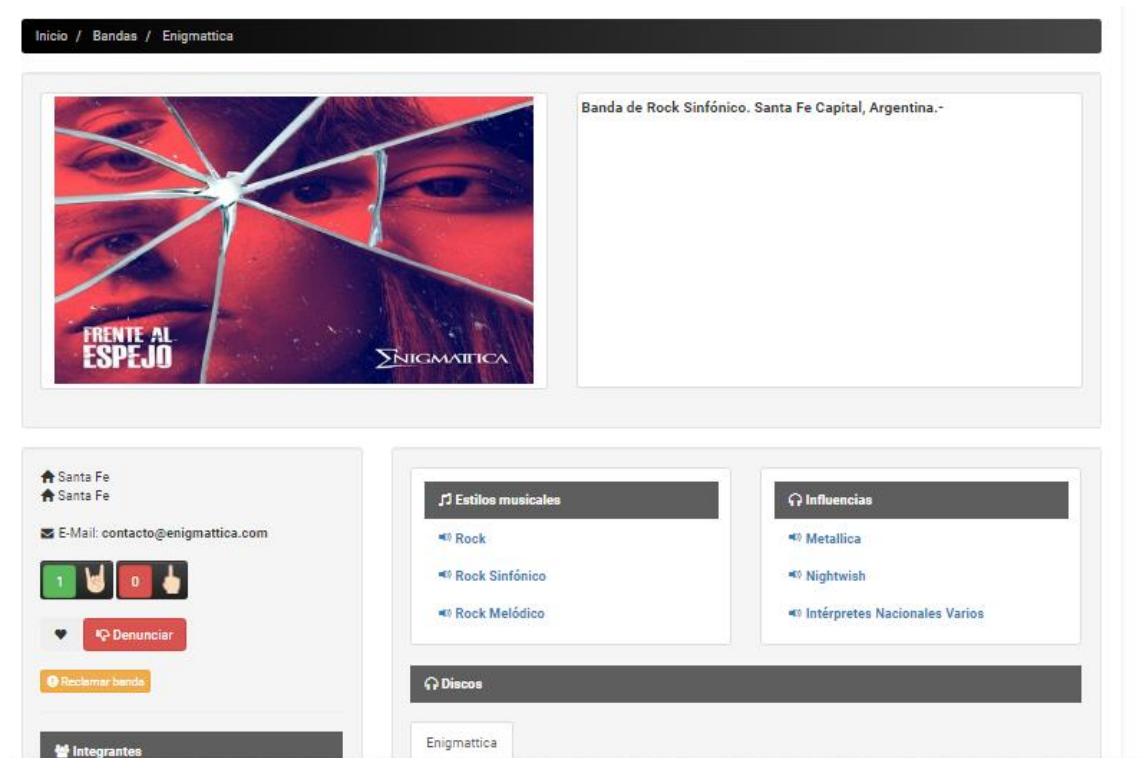 Inicio / Bandas / Enigmattica
Banda de Rock Sinfónico. Santa Fe Capital, Argentina.-
FRENTE AL
ESPEJO
ΣNIGMATTICA
Santa Fe
Santa Fe
E-Mail: contacto@enigmattica.com
1 0
Denunciar
Reclamar banda
Integrantes
Estilos musicales
Rock
Rock Sinfónico
Rock Melódico
Influencias
Metallica
Nightwish
Intérpretes Nacionales Varios
Discos
Enigmattica